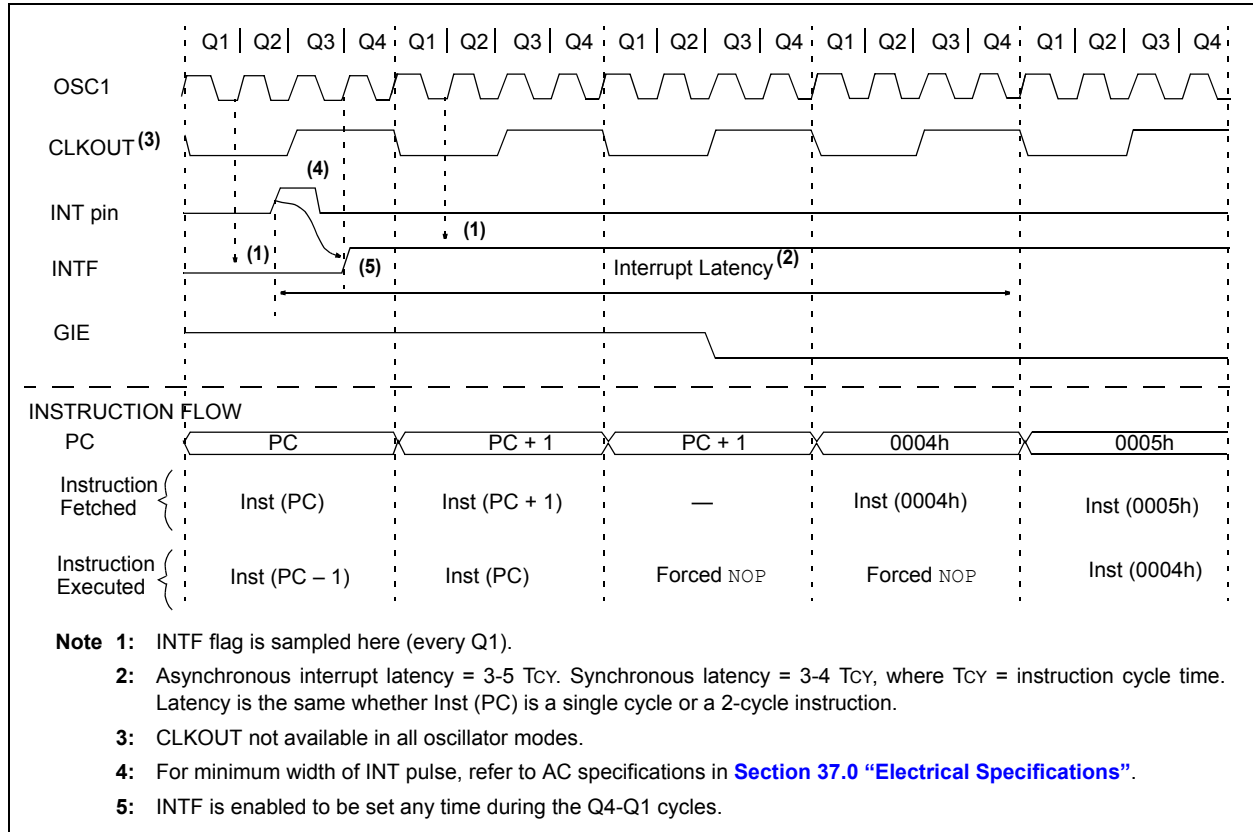 Q1 Q2 Q3 Q4 Q1 Q2 Q3 Q4 Q1 Q2 Q3 Q4 Q1 Q2 Q3 Q4 Q1 Q2 Q3 Q4
OSC1
CLKOUT (3)
(4)
INT pin
(1) (1)
INTF (5) Interrupt Latency (2)
GIE
INSTRUCTION FLOW
PC PC PC + 1 PC + 1 0004h 0005h
Instruction Fetched Inst (PC) Inst (PC + 1) — Inst (0004h) Inst (0005h)
Instruction Executed Inst (PC – 1) Inst (PC) Forced NOP Forced NOP Inst (0004h)
Note 1: INTF flag is sampled here (every Q1).
2: Asynchronous interrupt latency = 3-5 TCY. Synchronous latency = 3-4 TCY, where TCY = instruction cycle time.
Latency is the same whether Inst (PC) is a single cycle or a 2-cycle instruction.
3: CLKOUT not available in all oscillator modes.
4: For minimum width of INT pulse, refer to AC specifications in Section 37.0 “Electrical Specifications”.
5: INTF is enabled to be set any time during the Q4-Q1 cycles.